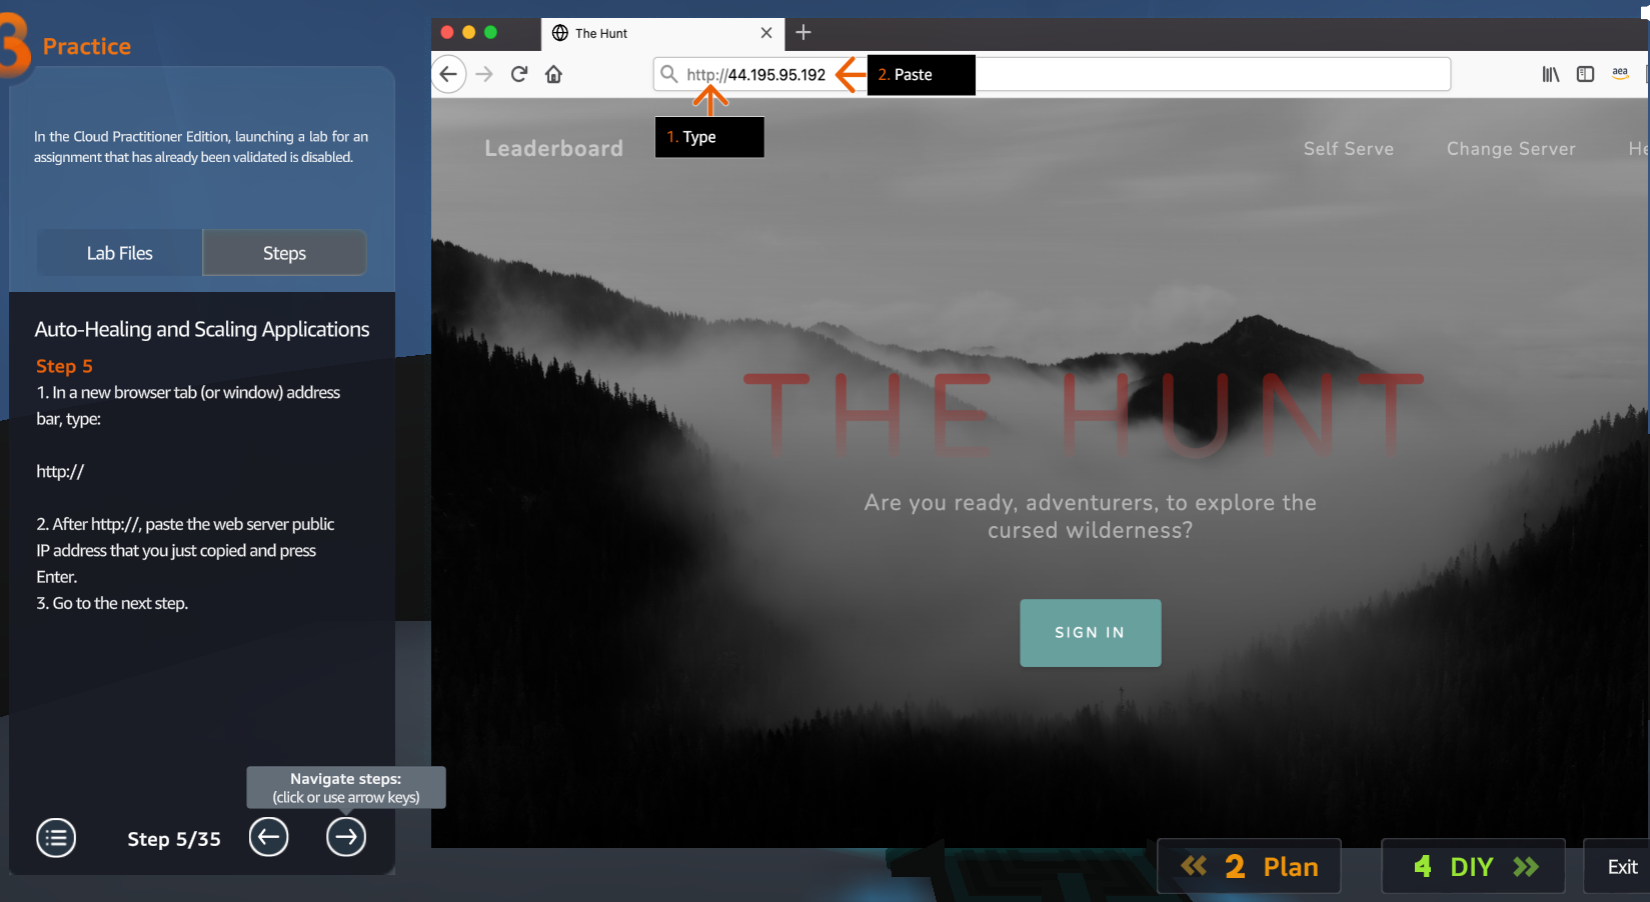 3 Practice
In the Cloud Practitioner Edition, launching a lab for an
assignment that has already been validated is disabled.
Lab Files
Steps
Auto-Healing and Scaling Applications
Step 5
1. In a new browser tab (or window) address
bar, type:
http://
2. After http://, paste the web server public
IP address that you just copied and press
Enter.
3. Go to the next step.
Navigate steps:
(click or use arrow keys)
Step 5/35
The Hunt
http://44.195.95.192
2. Paste
aea
1. Type
Leaderboard
Self Serve
Change Server
THE HUNT
Are you ready, adventurers, to explore the
cursed wilderness?
SIGN IN
« 2 Plan
4 DIY »
Exit